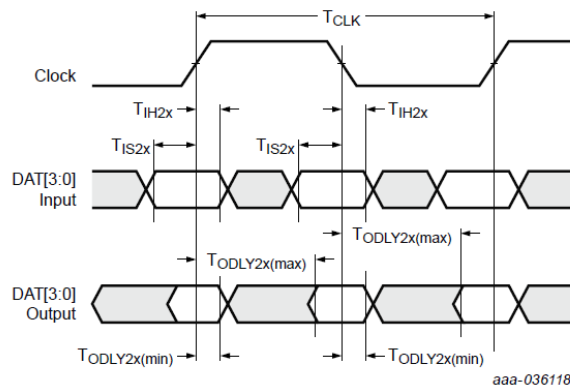 TCLK
Clock
TIH2x TIH2x
TIS2x TIS2x
DAT[3:0]
Input
TODLY2x(max)
TODLY2x(max)
DAT[3:0]
Output
TODLY2x(min) TODLY2x(min)
aaa-036118